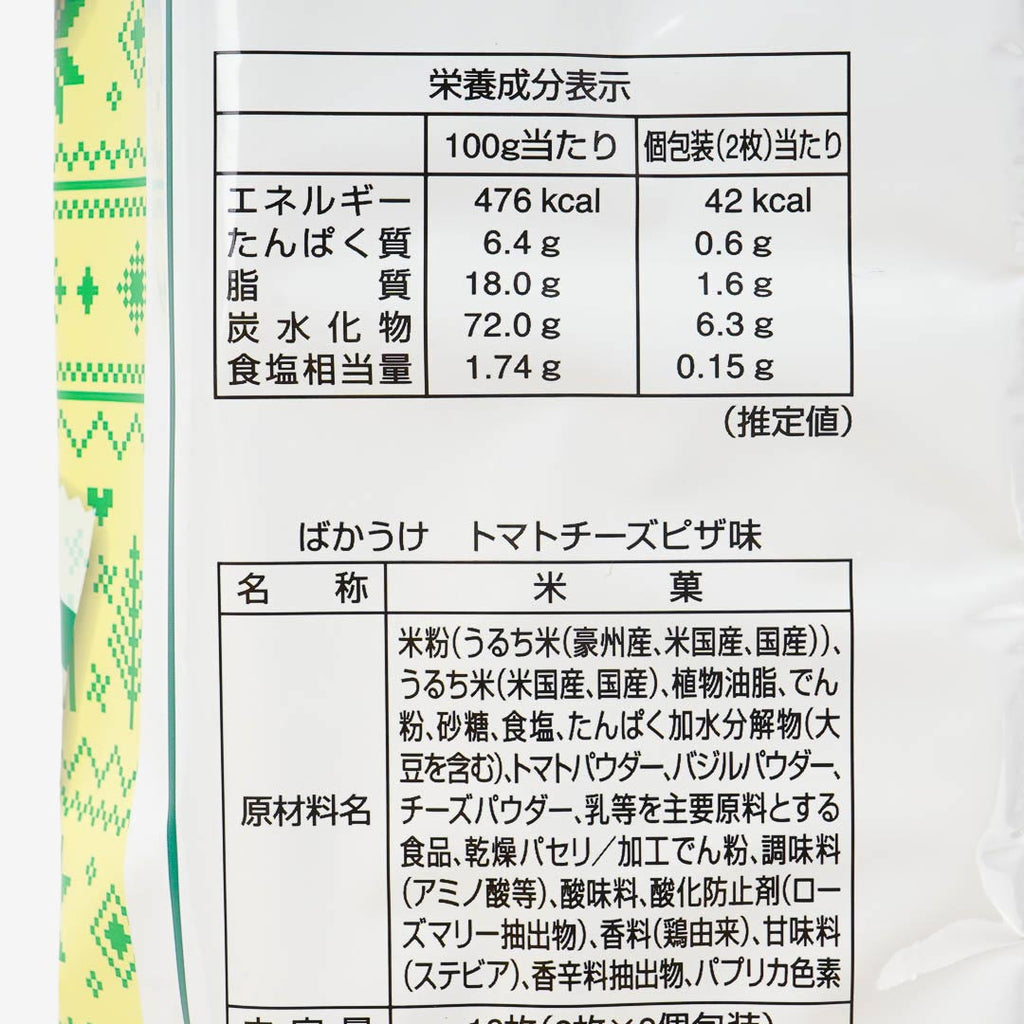 栄養成分表示
100g当たり 個包装(2枚)当たり
エネルギー 476 kcal 42 kcal
たんぱく質 6.4 g 0.6 g
脂質 18.0 g 1.6 g
炭水化物 72.0 g 6.3 g
食塩相当量 1.74 g 0.15 g
(推定値)
ばかうけ トマトチーズピザ味
名称 米菓
原材料名
米粉(うるち米(豪州産、米国産、国産))、
うるち米(米国産、国産)、植物油脂、でん
粉、砂糖、食塩、たんぱく加水分解物(大
豆を含む)、トマトパウダー、バジルパウダー、
チーズパウダー、乳等を主要原料とする
食品、乾燥パセリ／加工でん粉、調味料
(アミノ酸等)、酸味料、酸化防止剤(ロー
ズマリー抽出物)、香料(鶏由来)、甘味料
(ステビア)、香辛料抽出物、パプリカ色素